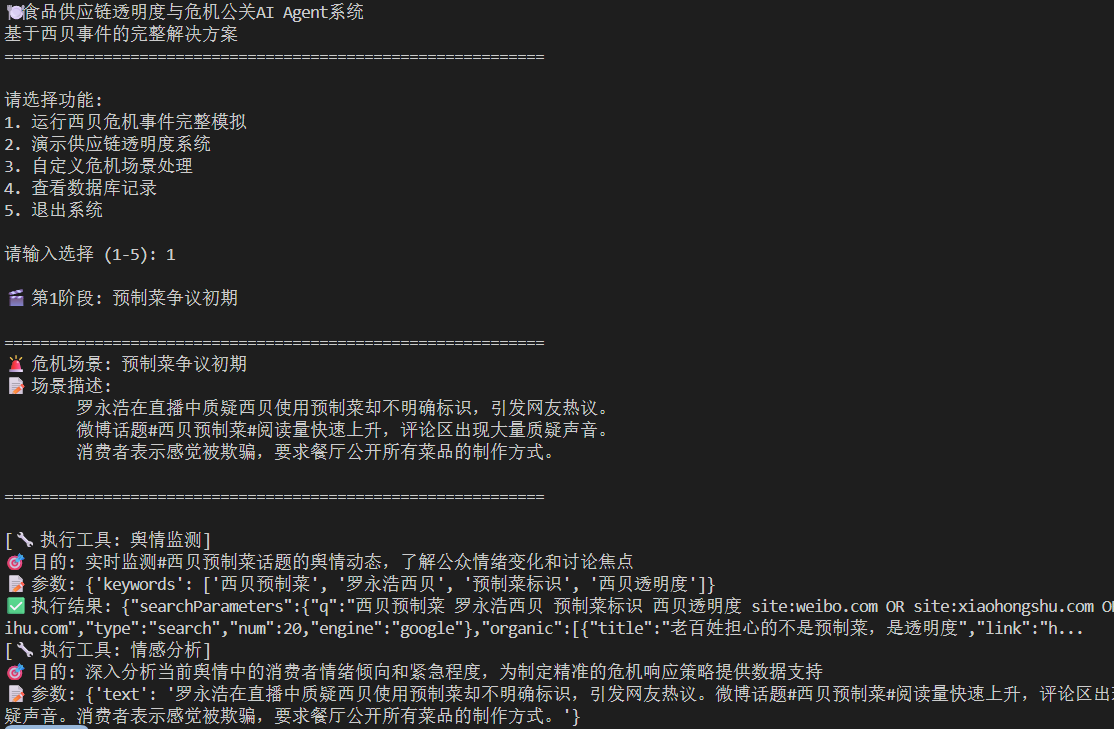 🍽食品供应链透明度与危机公关AI Agent系统
基于西贝事件的完整解决方案
============================================================
请选择功能:
1. 运行西贝危机事件完整模拟
2. 演示供应链透明度系统
3. 自定义危机场景处理
4. 查看数据库记录
5. 退出系统
请输入选择 (1-5): 1
🎬 第1阶段: 预制菜争议初期
============================================================
🚨 危机场景: 预制菜争议初期
📝 场景描述:
罗永浩在直播中质疑西贝使用预制菜却不明确标识，引发网友热议。
微博话题#西贝预制菜#阅读量快速上升，评论区出现大量质疑声音。
消费者表示感觉被欺骗，要求餐厅公开所有菜品的制作方式。
============================================================
[🔧 执行工具: 舆情监测]
🎯 目的: 实时监测#西贝预制菜话题的舆情动态，了解公众情绪变化和讨论焦点
📝 参数: {'keywords': ['西贝预制菜', '罗永浩西贝', '预制菜标识', '西贝透明度']}
✅ 执行结果: {"searchParameters":{"q":"西贝预制菜 罗永浩西贝 预制菜标识 西贝透明度 site:weibo.com OR site:xiaohongshu.com
ihu.com","type":"search","num":20,"engine":"google"},"organic":[{"title":"老百姓担心的不是预制菜，是透明度","link":"h...
[🔧 执行工具: 情感分析]
🎯 目的: 深入分析当前舆情中的消费者情绪倾向和紧急程度，为制定精准的危机响应策略提供数据支持
📝 参数: {'text': '罗永浩在直播中质疑西贝使用预制菜却不明确标识，引发网友热议。微博话题#西贝预制菜#阅读量快速上升，评论区出
疑声音。消费者表示感觉被欺骗，要求餐厅公开所有菜品的制作方式。'}